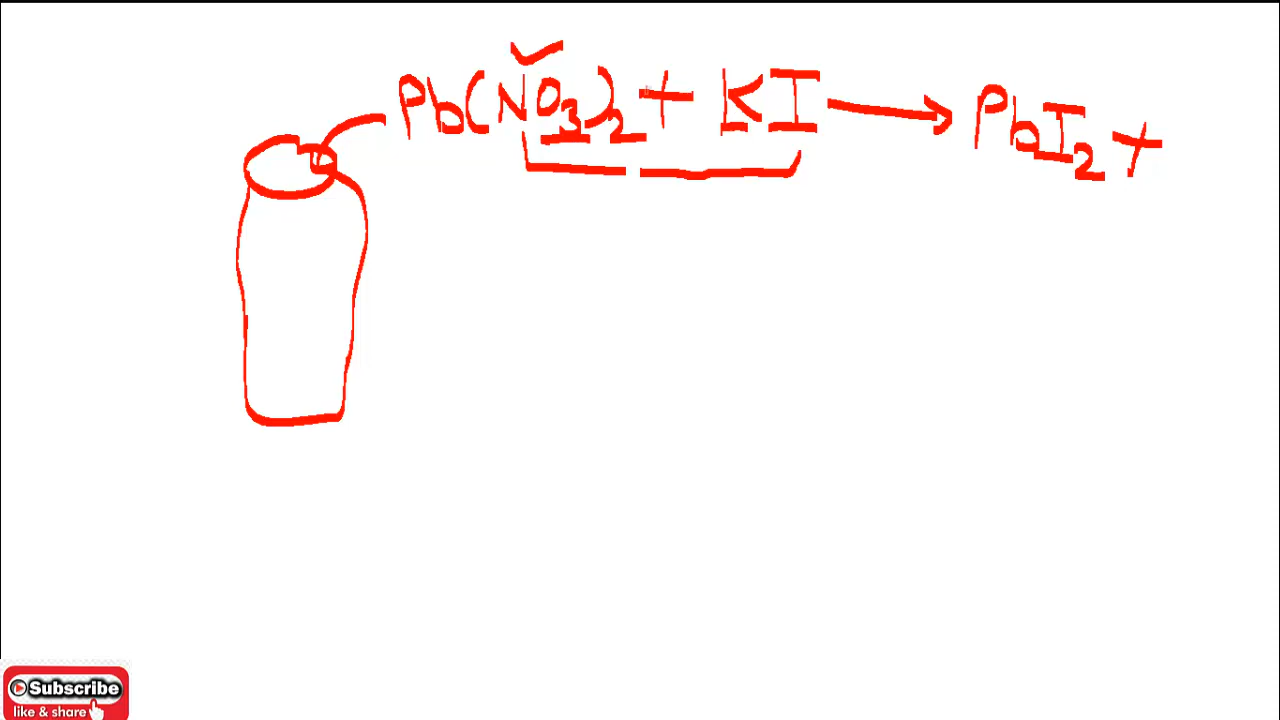 Pb(NO3)2 + KI → PbI2 +
Subscribe
like & share